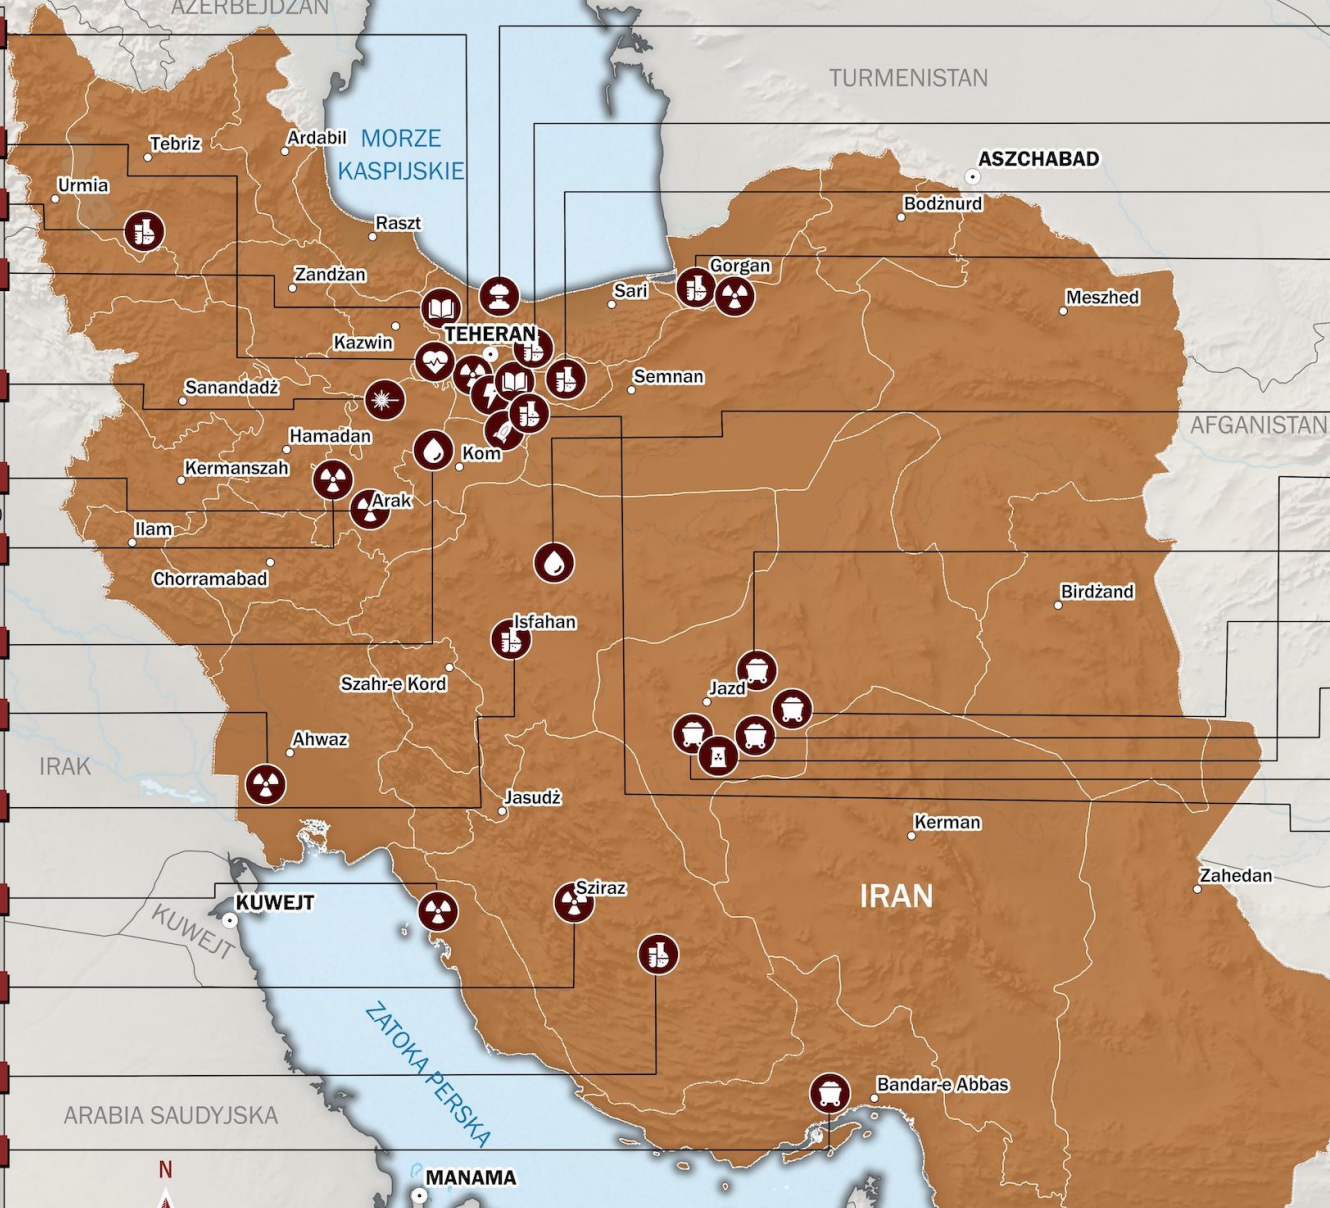 AZERBEJDŻAN
TURMENISTAN
MORZE
KASPIJSKIE
Tebriz
Ardabil
ASZCHABAD
Urmia
Bodżnurd
Raszt
Zandżan
Gorgan
Sari
Meszhed
Kazwin
TEHERAN
Sanandadż
Semnan
AFGANISTAN
Hamadan
Kom
Kermanszah
Arak
Ilam
Chorramabad
Birdżand
Isfahan
Szahr-e Kord
Jazd
Ahwaz
IRAK
Jasudż
Kerman
Zahedan
Sziraz
IRAN
KUWEJT
KUWEJT
ZATOKA PERSKA
Bandar-e Abbas
ARABIA SAUDYJSKA
N
MANAMA